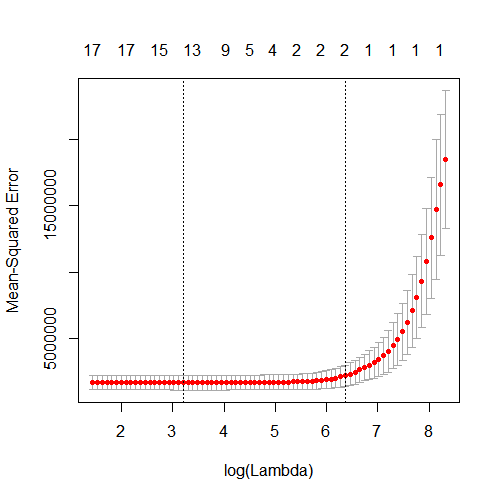 17 17 15 13 9 5 4 2 2 2 1 1 1 1
Mean-Squared Error
5000000 15000000
2 3 4 5 6 7 8
log(Lambda)